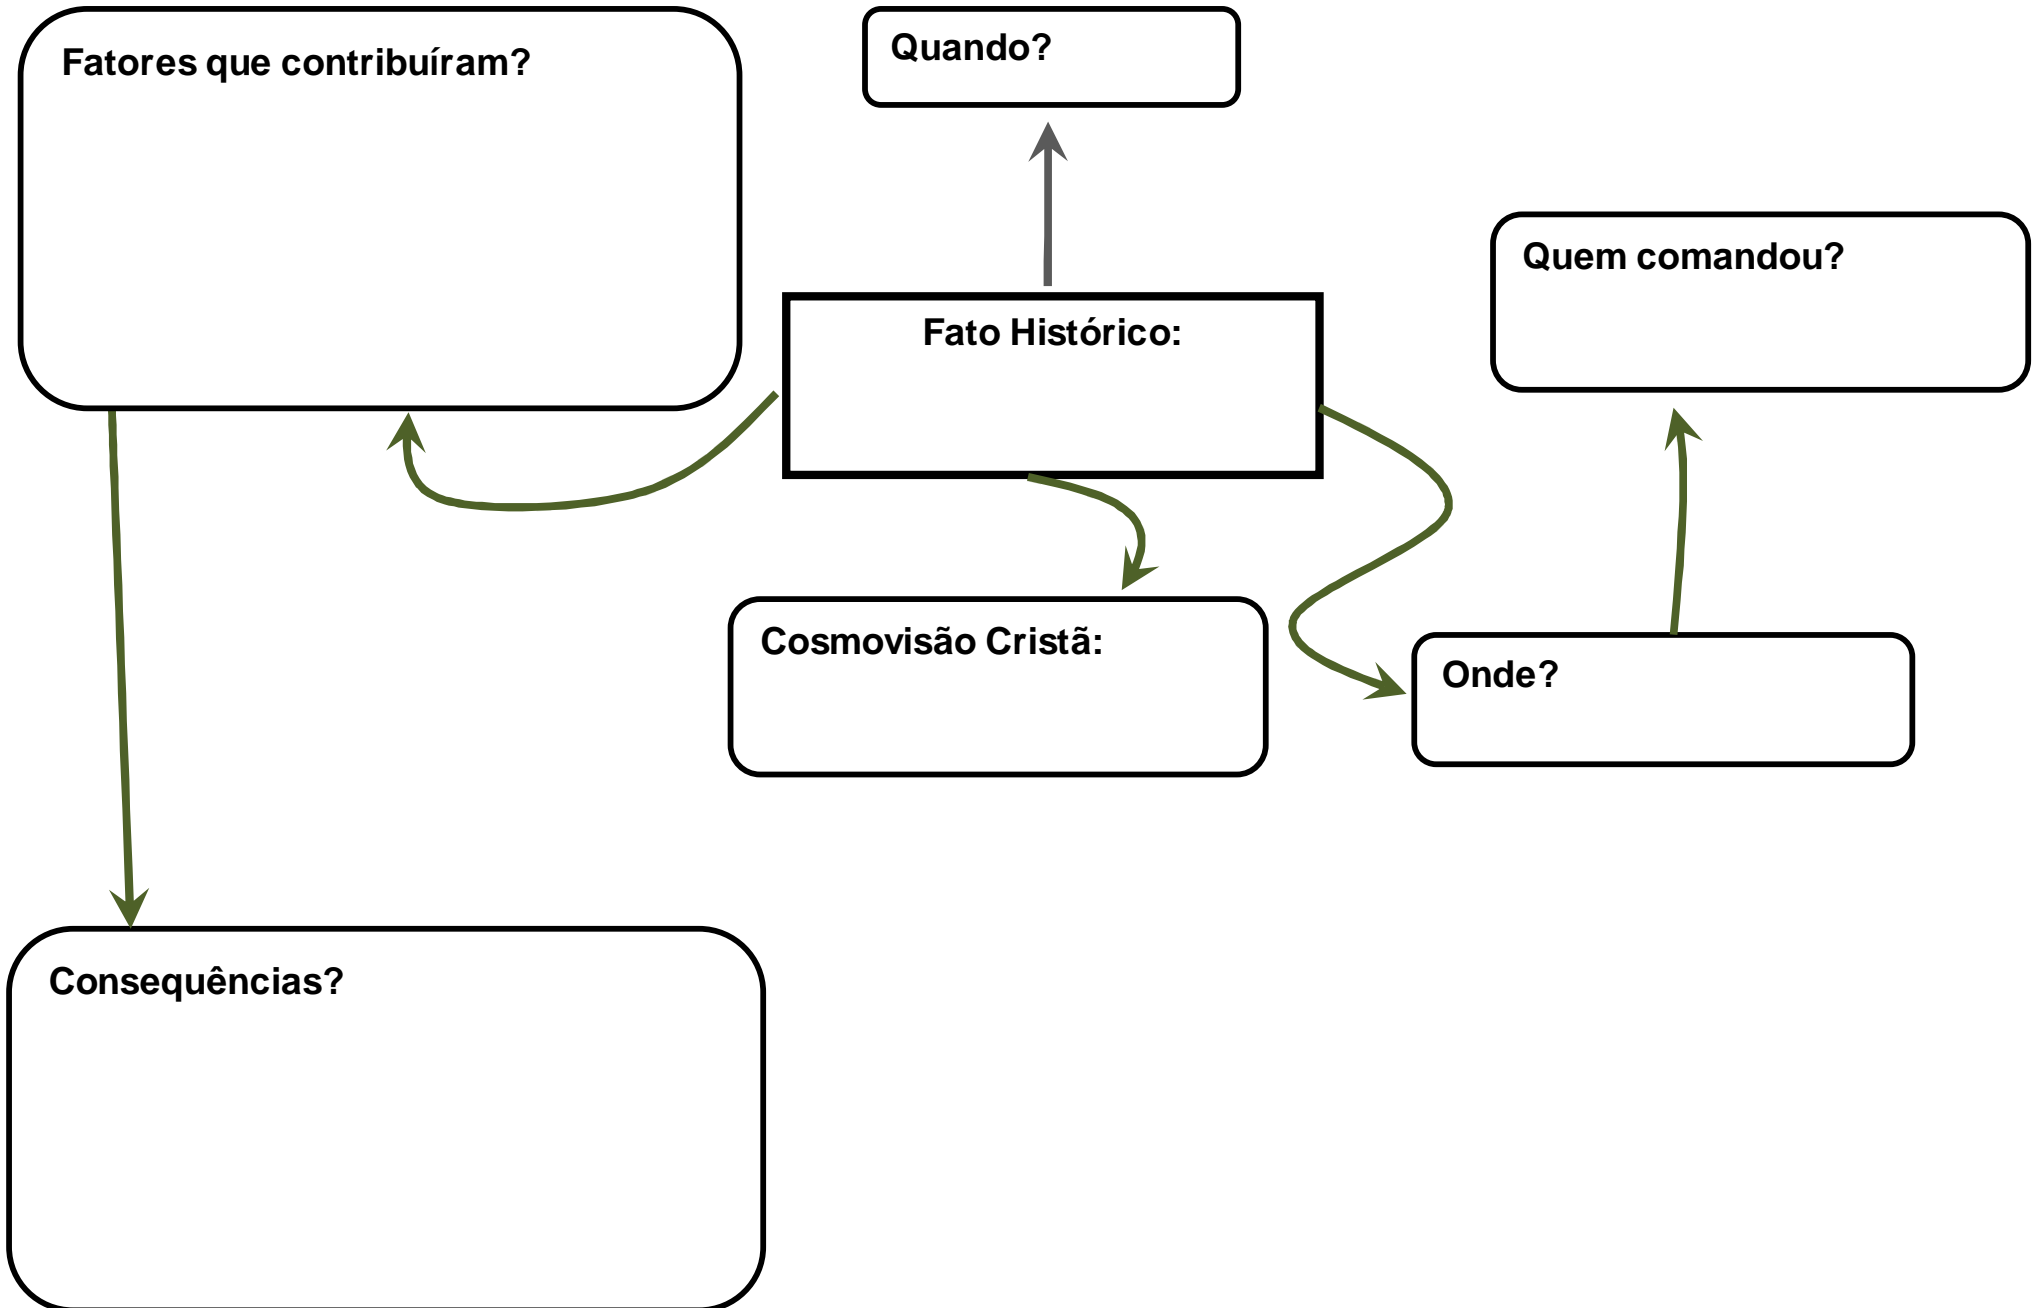 Fatores que contribuíram?
Quando?
Quem comandou?
Fato Histórico:
Cosmovisão Cristã:
Onde?
Consequências?